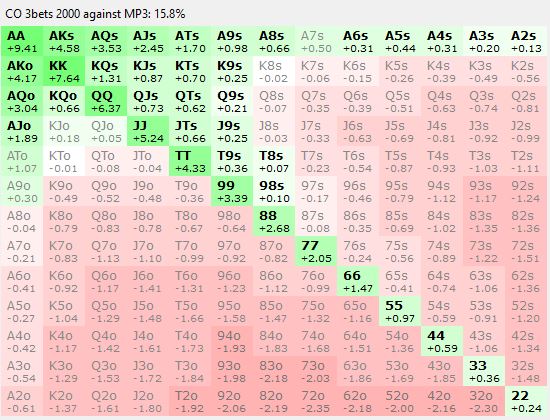 CO 3bets 2000 against MP3: 15.8%
AA AKs AQs AJs ATs A9s A8s A7s A6s A5s A4s A3s A2s
+9.41 +4.58 +3.53 +2.45 +1.70 +0.98 +0.66 +0.50 +0.31 +0.44 +0.31 +0.20 +0.13
AKo KK KQs KJs KTs K9s K8s K7s K6s K5s K4s K3s K2s
+4.17 +7.64 +1.31 +0.87 +0.70 +0.25 -0.02 -0.06 -0.15 -0.26 -0.39 -0.49 -0.56
AQo KQo QQ QJs QTs Q9s Q8s Q7s Q6s Q5s Q4s Q3s Q2s
+3.04 +0.66 +6.37 +0.73 +0.62 +0.21 -0.07 -0.35 -0.39 -0.51 -0.63 -0.74 -0.81
AJo KJo QJo JJ JTs J9s J8s J7s J6s J5s J4s J3s J2s
+1.89 +0.18 +0.05 +5.24 +0.66 +0.25 -0.03 -0.33 -0.63 -0.69 -0.81 -0.92 -0.99
ATo KTo QTo JTo TT T9s T8s T7s T6s T5s T4s T3s T2s
+1.07 -0.01 -0.08 -0.04 +4.33 +0.36 +0.07 -0.23 -0.54 -0.87 -0.93 -1.03 -1.11
A9o K9o Q9o J9o T9o 99 98s 97s 96s 95s 94s 93s 92s
+0.30 -0.49 -0.52 -0.48 -0.36 +3.39 +0.10 -0.17 -0.46 -0.79 -1.12 -1.17 -1.24
A8o K8o Q8o J8o T8o 98o 88 87s 86s 85s 84s 83s 82s
-0.04 -0.79 -0.83 -0.78 -0.67 -0.64 +2.68 -0.08 -0.35 -0.69 -1.02 -1.35 -1.36
A7o K7o Q7o J7o T7o 97o 87o 77 76s 75s 74s 73s 72s
-0.21 -0.83 -1.13 -1.10 -0.99 -0.92 -0.82 +2.05 -0.24 -0.56 -0.89 -1.22 -1.51
A6o K6o Q6o J6o T6o 96o 86o 76o 66 65s 64s 63s 62s
-0.41 -0.92 -1.17 -1.41 -1.31 -1.23 -1.12 -0.99 +1.47 -0.41 -0.74 -1.06 -1.36
A5o K5o Q5o J5o T5o 95o 85o 75o 65o 55 54s 53s 52s
-0.27 -1.04 -1.29 -1.48 -1.66 -1.58 -1.47 -1.32 -1.16 +0.97 -0.59 -0.91 -1.20
A4o K4o Q4o J4o T4o 94o 84o 74o 64o 54o 44 43s 42s
-0.42 -1.17 -1.42 -1.61 -1.73 -1.93 -1.83 -1.68 -1.51 -1.36 +0.59 -1.06 -1.34
A3o K3o Q3o J3o T3o 93o 83o 73o 63o 53o 43o 33 32s
-0.54 -1.29 -1.53 -1.72 -1.84 -1.98 -2.18 -2.03 -1.86 -1.69 -1.85 +0.36 -1.48
A2o K2o Q2o J2o T2o 92o 82o 72o 62o 52o 42o 32o 22
-0.61 -1.37 -1.61 -1.80 -1.92 -2.06 -2.19 -2.35 -2.18 -2.00 -2.16 -2.30 +0.24